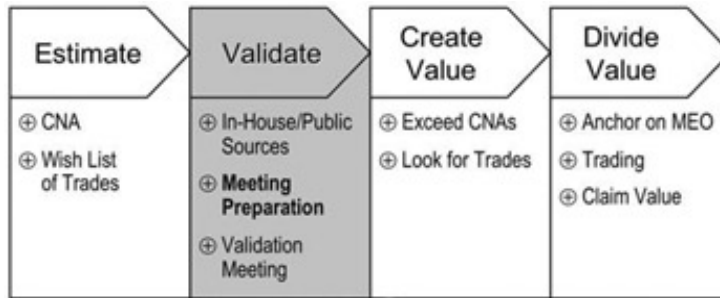 Estimate
⊕ CNA
⊕ Wish List
of Trades
Validate
⊕ In-House/Public
Sources
⊕ Meeting
Preparation
⊕ Validation
Meeting
Create
Value
⊕ Exceed CNAs
⊕ Look for Trades
Divide
Value
⊕ Anchor on MEO
⊕ Trading
⊕ Claim Value